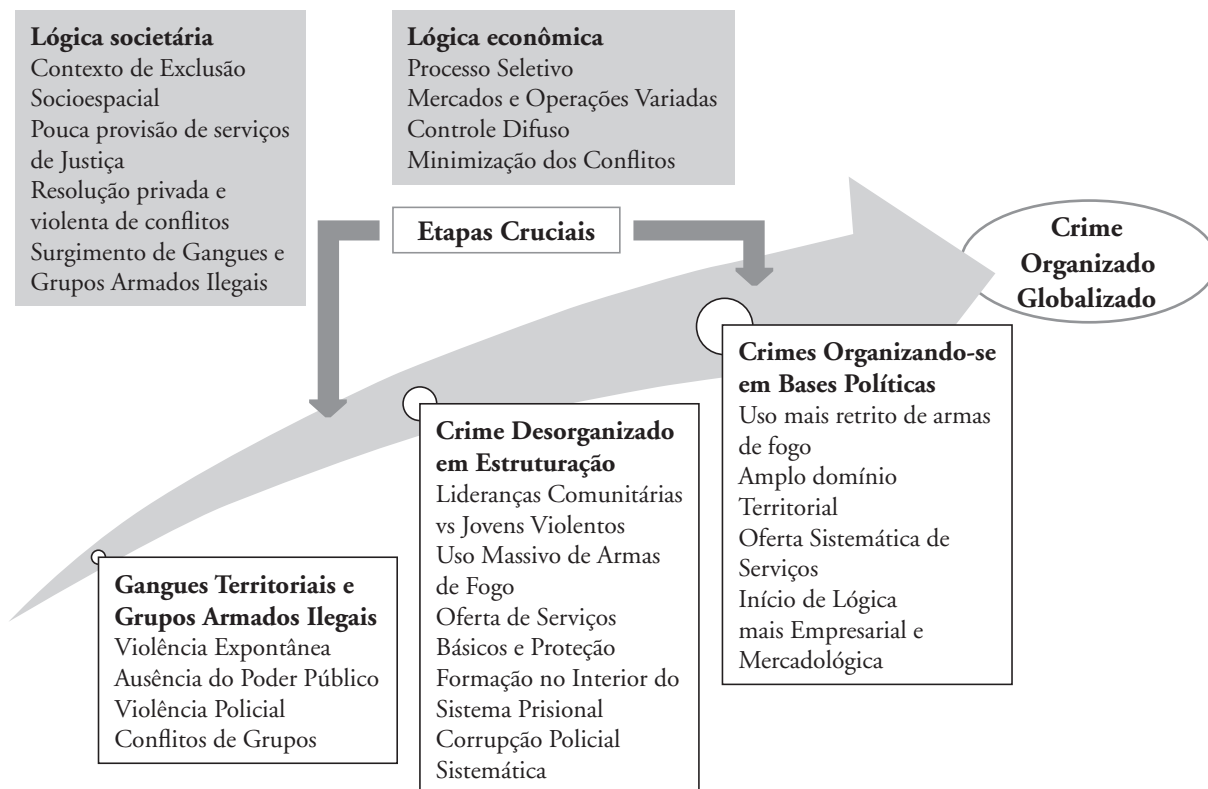 Lógica societária
Contexto de Exclusão
Socioespacial
Pouca provisão de serviços
de Justiça
Resolução privada e
violenta de conflitos
Surgimento de Gangues e
Grupos Armados Ilegais
Lógica econômica
Processo Seletivo
Mercados e Operações Variadas
Controle Difuso
Minimização dos Conflitos
Etapas Cruciais
Crime
Organizado
Globalizado
Gangues Territoriais e
Grupos Armados Ilegais
Violência Expontânea
Ausência do Poder Público
Violência Policial
Conflitos de Grupos
Crime Desorganizado
em Estruturação
Lideranças Comunitárias
vs Jovens Violentos
Uso Massivo de Armas
de Fogo
Oferta de Serviços
Básicos e Proteção
Formação no Interior do
Sistema Prisional
Corrupção Policial
Sistemática
Crimes Organizando-se
em Bases Políticas
Uso mais retrito de armas
de fogo
Amplo domínio
Territorial
Oferta Sistemática de
Serviços
Início de Lógica
mais Empresarial e
Mercadológica